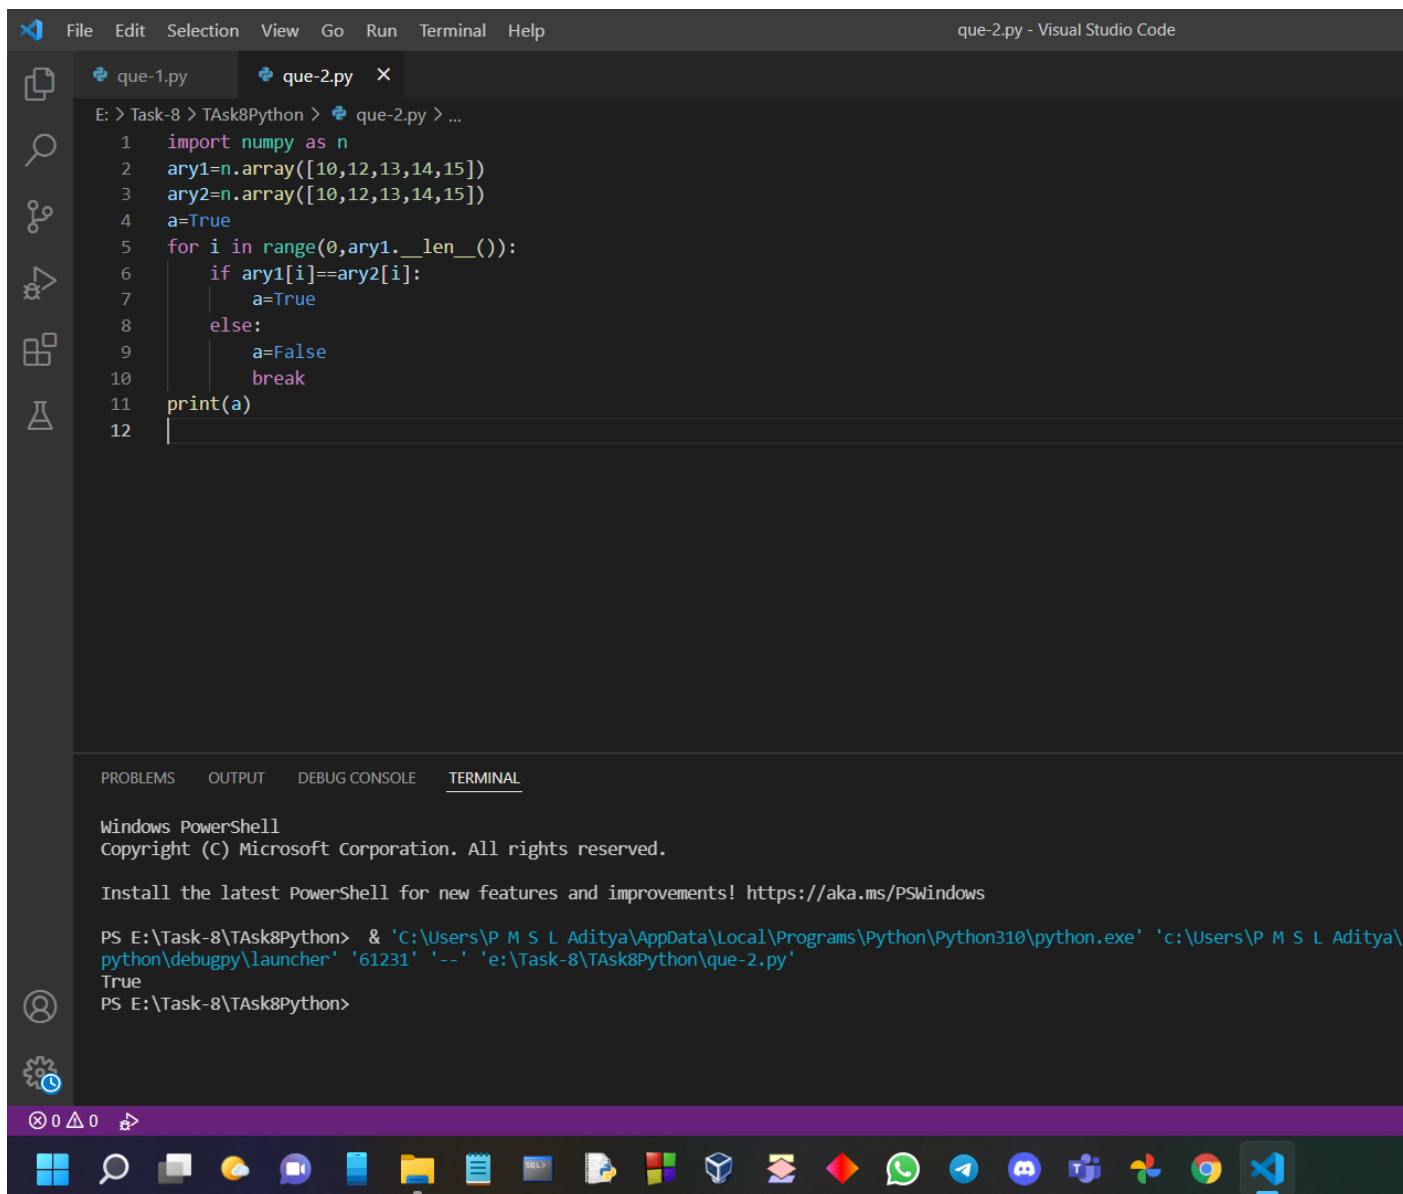 File Edit Selection View Go Run Terminal Help que-2.py - Visual Studio Code
que-1.py que-2.py
E: > Task-8 > TAsk8Python > que-2.py > ...
1 import numpy as n
2 ary1=n.array([10,12,13,14,15])
3 ary2=n.array([10,12,13,14,15])
4 a=True
5 for i in range(0,ary1.__len__()):
6 if ary1[i]==ary2[i]:
7 a=True
8 else:
9 a=False
10 break
11 print(a)
12
PROBLEMS OUTPUT DEBUG CONSOLE TERMINAL
Windows PowerShell
Copyright (C) Microsoft Corporation. All rights reserved.
Install the latest PowerShell for new features and improvements! https://aka.ms/PSWindows
PS E:\Task-8\TAsk8Python>  & 'C:\Users\P M S L Aditya\AppData\Local\Programs\Python\Python310\python.exe' 'c:\Users\P M S L Aditya\
python\debugpy\launcher' '61231' '--' 'e:\Task-8\TAsk8Python\que-2.py'
True
PS E:\Task-8\TAsk8Python>
0 0
SQL>